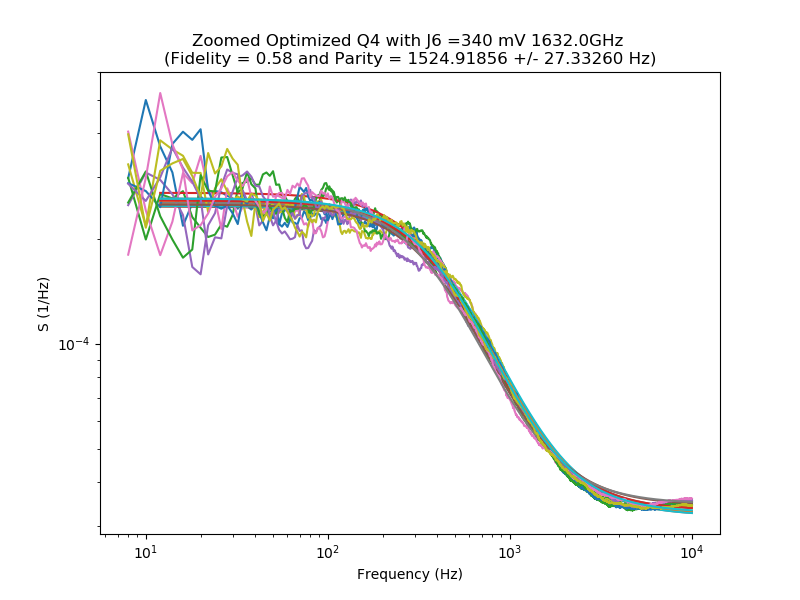 Zoomed Optimized Q4 with J6 =340 mV 1632.0GHz
(Fidelity = 0.58 and Parity = 1524.91856 +/- 27.33260 Hz)
S (1/Hz)
10⁻⁴
10¹ 10² 10³ 10⁴
Frequency (Hz)